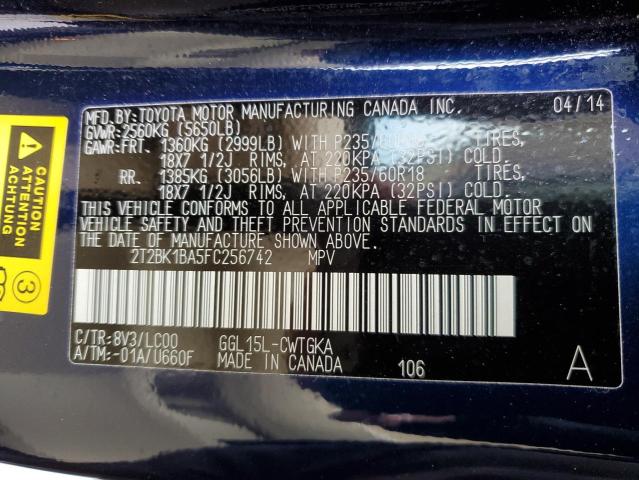 MFD.BY:TOYOTA MOTOR MANUFACTURING CANADA INC. 04/14
GVWR:2560KG (5650LB)
GAWR:FRT. 1360KG (2999LB) WITH TIRES,
18X7 1/2J RIMS, AT 220KPA (32PSI) COLD.
RR. 1385KG (3056LB) WITH P235/60R18 TIRES,
18X7 1/2J RIMS, AT 220KPA (32PSI) COLD.
THIS VEHICLE CONFORMS TO ALL APPLICABLE FEDERAL MOTOR
VEHICLE SAFETY AND THEFT PREVENTION STANDARDS IN EFFECT ON
THE DATE OF MANUFACTURE SHOWN ABOVE.
2T2BK1BA5FC256742 MPV
C/TR:8V3/LC00 GGL15L-CWTGKA
A/TM:-01A/U660F MADE IN CANADA 106 A
CAUTION
ATTENTION
ACHTUNG
3